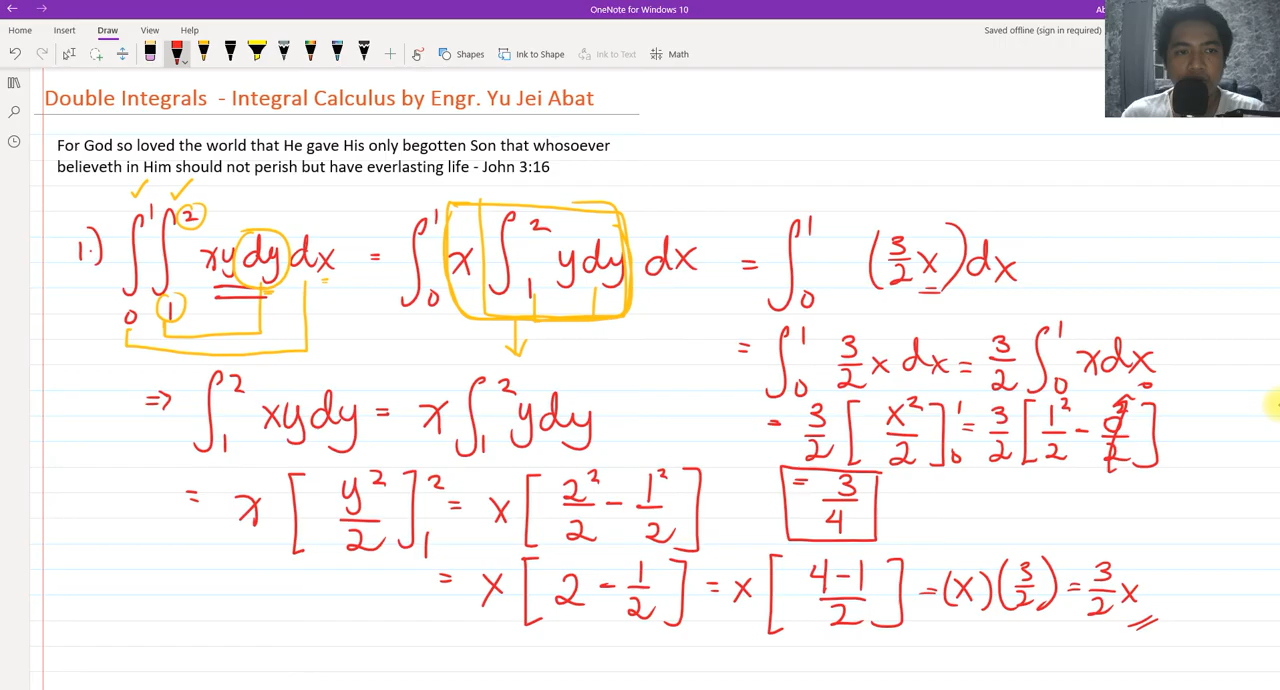 OneNote for Windows 10
Ab
Home Insert Draw View Help
Saved offline (sign in required)
Shapes Ink to Shape Ink to Text Math
Double Integrals - Integral Calculus by Engr. Yu Jei Abat
For God so loved the world that He gave His only begotten Son that whosoever
believeth in Him should not perish but have everlasting life - John 3:16
1.) ∫₀¹ ∫₁² xy dy dx = ∫₀¹ x ∫₁² y dy dx = ∫₀¹ (3/2 x) dx
= ∫₀¹ 3/2 x dx = 3/2 ∫₀¹ x dx
= 3/2 [x²/2]₀¹ = 3/2 [1²/2 - 0²/2]
= 3/4
=> ∫₁² xy dy = x ∫₁² y dy
= x [y²/2]₁² = x [2²/2 - 1²/2]
= x [2 - 1/2] = x [4-1/2] = (x)(3/2) = 3/2 x